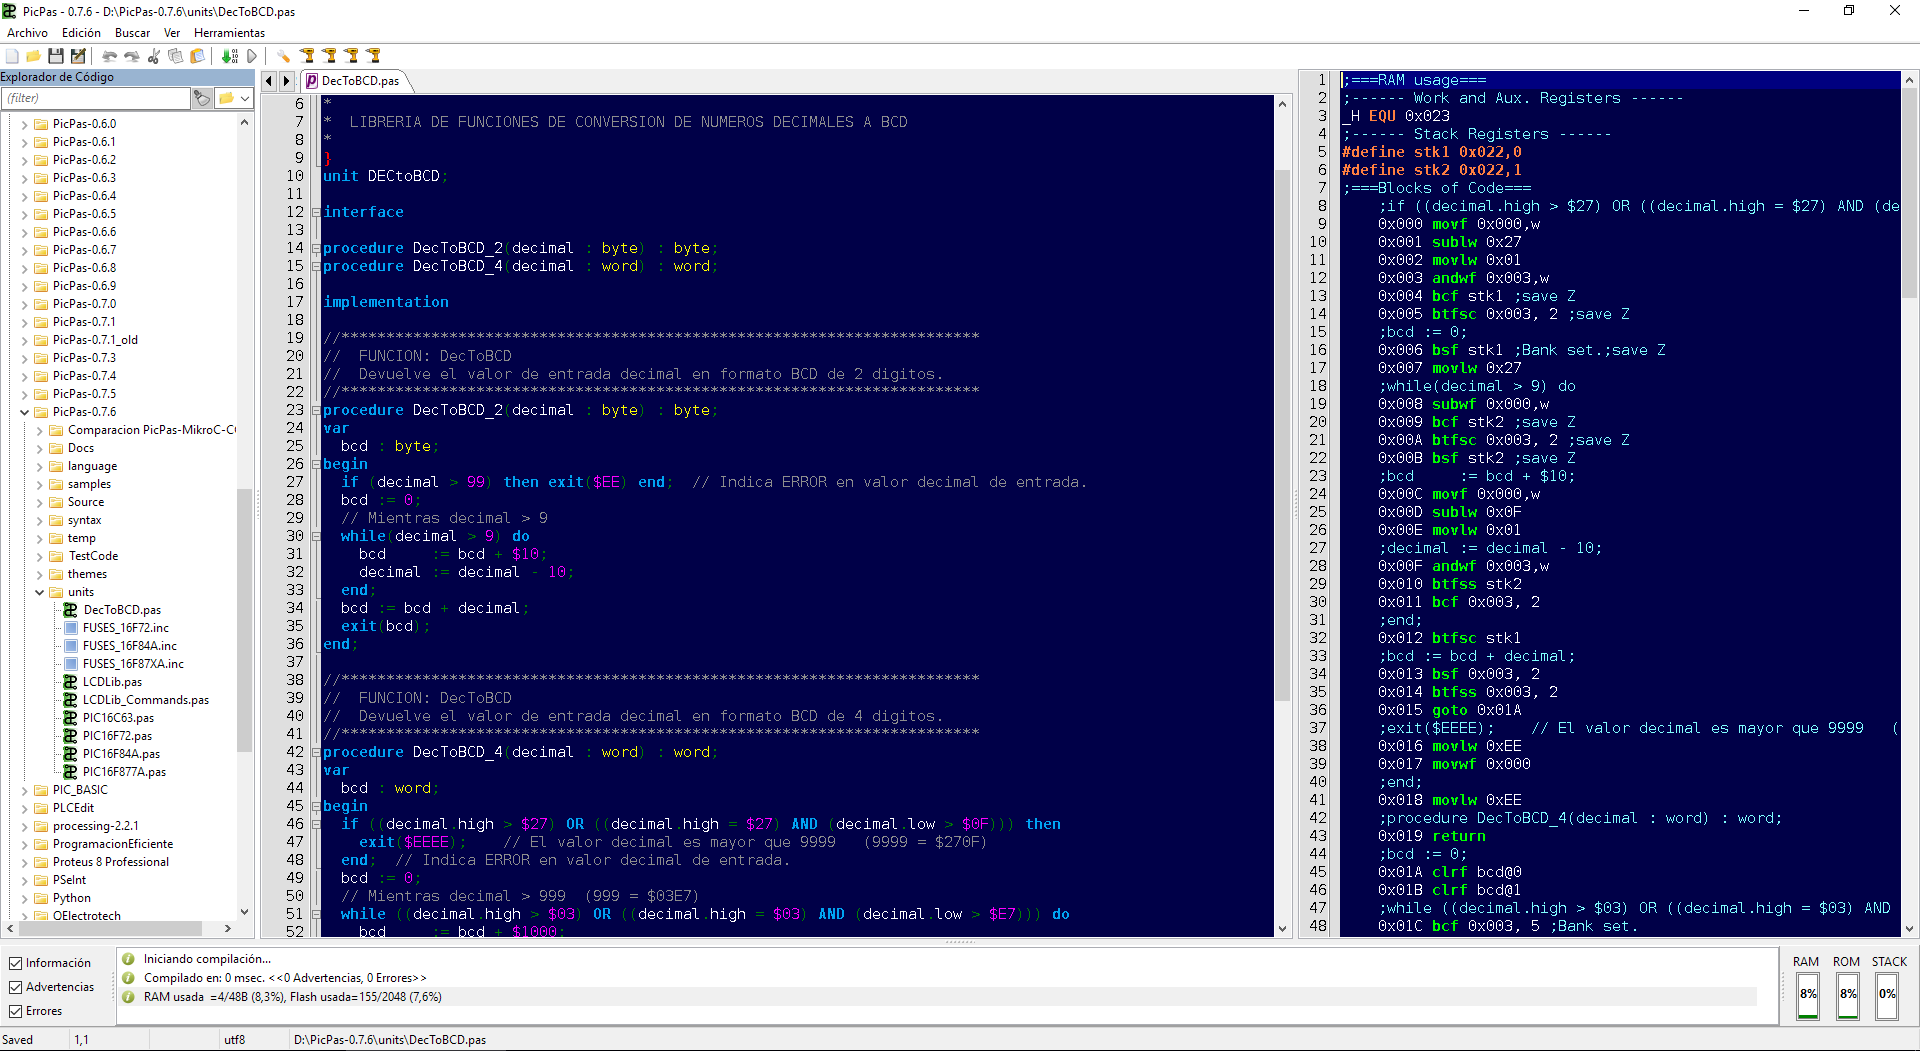 PicPas - 0.7.6 - D:\PicPas-0.7.6\units\DecToBCD.pas
Archivo Edición Buscar Ver Herramientas
Explorador de Código
(filter)
PicPas-0.6.0
PicPas-0.6.1
PicPas-0.6.2
PicPas-0.6.3
PicPas-0.6.4
PicPas-0.6.5
PicPas-0.6.6
PicPas-0.6.7
PicPas-0.6.8
PicPas-0.6.9
PicPas-0.7.0
PicPas-0.7.1
PicPas-0.7.1_old
PicPas-0.7.3
PicPas-0.7.4
PicPas-0.7.5
PicPas-0.7.6
Comparacion PicPas-MikroC-C
Docs
language
samples
Source
syntax
temp
TestCode
themes
units
DecToBCD.pas
FUSES_16F72.inc
FUSES_16F84A.inc
FUSES_16F87XA.inc
LCDLib.pas
LCDLib_Commands.pas
PIC16C63.pas
PIC16F72.pas
PIC16F84A.pas
PIC16F877A.pas
PIC_BASIC
PLCEdit
processing-2.2.1
ProgramacionEficiente
Proteus 8 Professional
PSeInt
Python
QElectrotech
DecToBCD.pas
6 *
7 *  LIBRERIA DE FUNCIONES DE CONVERSION DE NUMEROS DECIMALES A BCD
8 *
9 }
10 unit DECtoBCD;
11
12 interface
13
14 procedure DecToBCD_2(decimal : byte) : byte;
15 procedure DecToBCD_4(decimal : word) : word;
16
17 implementation
18
19 //***********************************************************************
20 //  FUNCION: DecToBCD
21 //  Devuelve el valor de entrada decimal en formato BCD de 2 digitos.
22 //***********************************************************************
23 procedure DecToBCD_2(decimal : byte) : byte;
24 var
25   bcd : byte;
26 begin
27   if (decimal > 99) then exit($EE) end;  // Indica ERROR en valor decimal de entrada.
28   bcd := 0;
29   // Mientras decimal > 9
30   while(decimal > 9) do
31     bcd     := bcd + $10;
32     decimal := decimal - 10;
33   end;
34   bcd := bcd + decimal;
35   exit(bcd);
36 end;
37
38 //***********************************************************************
39 //  FUNCION: DecToBCD
40 //  Devuelve el valor de entrada decimal en formato BCD de 4 digitos.
41 //***********************************************************************
42 procedure DecToBCD_4(decimal : word) : word;
43 var
44   bcd : word;
45 begin
46   if ((decimal.high > $27) OR ((decimal.high = $27) AND (decimal.low > $0F))) then
47     exit($EEEE);    // El valor decimal es mayor que 9999   (9999 = $270F)
48   end;  // Indica ERROR en valor decimal de entrada.
49   bcd := 0;
50   // Mientras decimal > 999  (999 = $03E7)
51   while ((decimal.high > $03) OR ((decimal.high = $03) AND (decimal.low > $E7))) do
52     bcd     := bcd + $1000;
1 ;===RAM usage===
2 ;------ Work and Aux. Registers ------
3 _H EQU 0x023
4 ;------ Stack Registers ------
5 #define stk1 0x022,0
6 #define stk2 0x022,1
7 ;===Blocks of Code===
8     ;if ((decimal.high > $27) OR ((decimal.high = $27) AND (de
9     0x000 movf 0x000,w
10     0x001 sublw 0x27
11     0x002 movlw 0x01
12     0x003 andwf 0x003,w
13     0x004 bcf stk1 ;save Z
14     0x005 btfsc 0x003, 2 ;save Z
15     ;bcd := 0;
16     0x006 bsf stk1 ;Bank set.;save Z
17     0x007 movlw 0x27
18     ;while(decimal > 9) do
19     0x008 subwf 0x000,w
20     0x009 bcf stk2 ;save Z
21     0x00A btfsc 0x003, 2 ;save Z
22     0x00B bsf stk2 ;save Z
23     ;bcd     := bcd + $10;
24     0x00C movf 0x000,w
25     0x00D sublw 0x0F
26     0x00E movlw 0x01
27     ;decimal := decimal - 10;
28     0x00F andwf 0x003,w
29     0x010 btfss stk2
30     0x011 bcf 0x003, 2
31     ;end;
32     0x012 btfsc stk1
33     ;bcd := bcd + decimal;
34     0x013 bsf 0x003, 2
35     0x014 btfss 0x003, 2
36     0x015 goto 0x01A
37     ;exit($EEEE);    // El valor decimal es mayor que 9999   (
38     0x016 movlw 0xEE
39     0x017 movwf 0x000
40     ;end;
41     0x018 movlw 0xEE
42     ;procedure DecToBCD_4(decimal : word) : word;
43     0x019 return
44     ;bcd := 0;
45     0x01A clrf bcd@0
46     0x01B clrf bcd@1
47     ;while ((decimal.high > $03) OR ((decimal.high = $03) AND
48     0x01C bcf 0x003, 5 ;Bank set.
Información
Advertencias
Errores
Iniciando compilación...
Compilado en: 0 msec. <<0 Advertencias, 0 Errores>>
RAM usada  =4/48B (8,3%), Flash usada=155/2048 (7,6%)
RAM ROM STACK
8% 8% 0%
Saved 1,1 utf8 D:\PicPas-0.7.6\units\DecToBCD.pas